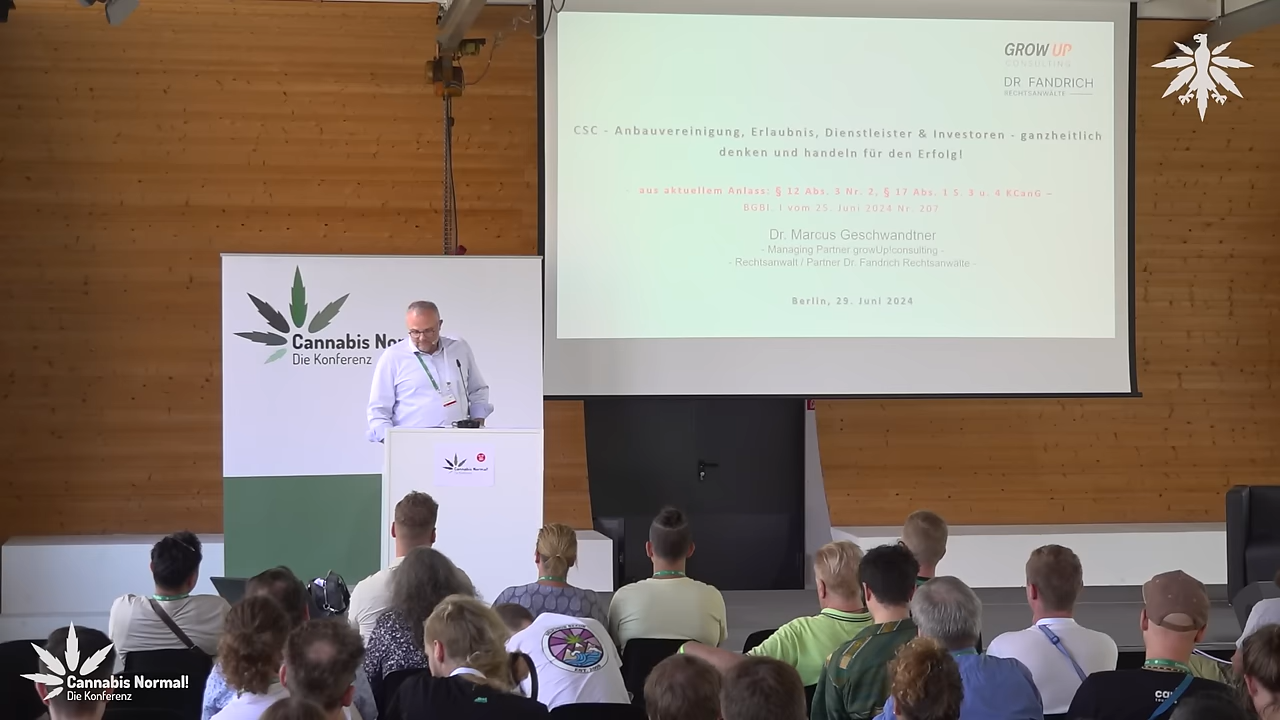 GROW UP
CONSULTING
DR FANDRICH
RECHTSANWÄLTE
CSC - Anbauvereinigung, Erlaubnis, Dienstleister & Investoren - ganzheitlich
denken und handeln für den Erfolg!
- aus aktuellem Anlass: § 12 Abs. 3 Nr. 2, § 17 Abs. 1 S. 3 u. 4 KCanG –
BGBl. I vom 25. Juni 2024 Nr. 207
Dr. Marcus Geschwandtner
- Managing Partner growUp!consulting -
- Rechtsanwalt / Partner Dr. Fandrich Rechtsanwälte -
Berlin, 29. Juni 2024
Cannabis Nor
Die Konferenz
Cannabis Normal!
Cannabis Normal!
Die Konferenz